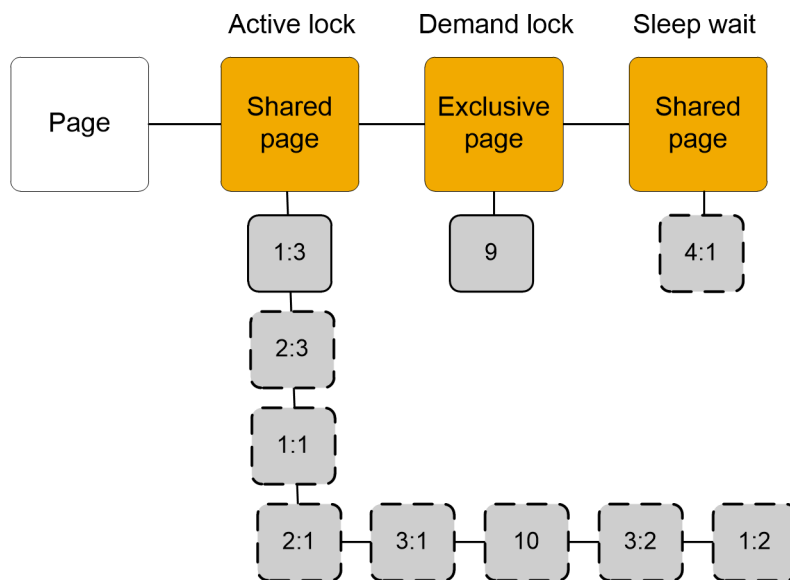 Active lock
Demand lock
Sleep wait
Page
Shared
page
Exclusive
page
Shared
page
1:3
9
4:1
2:3
1:1
2:1
3:1
10
3:2
1:2